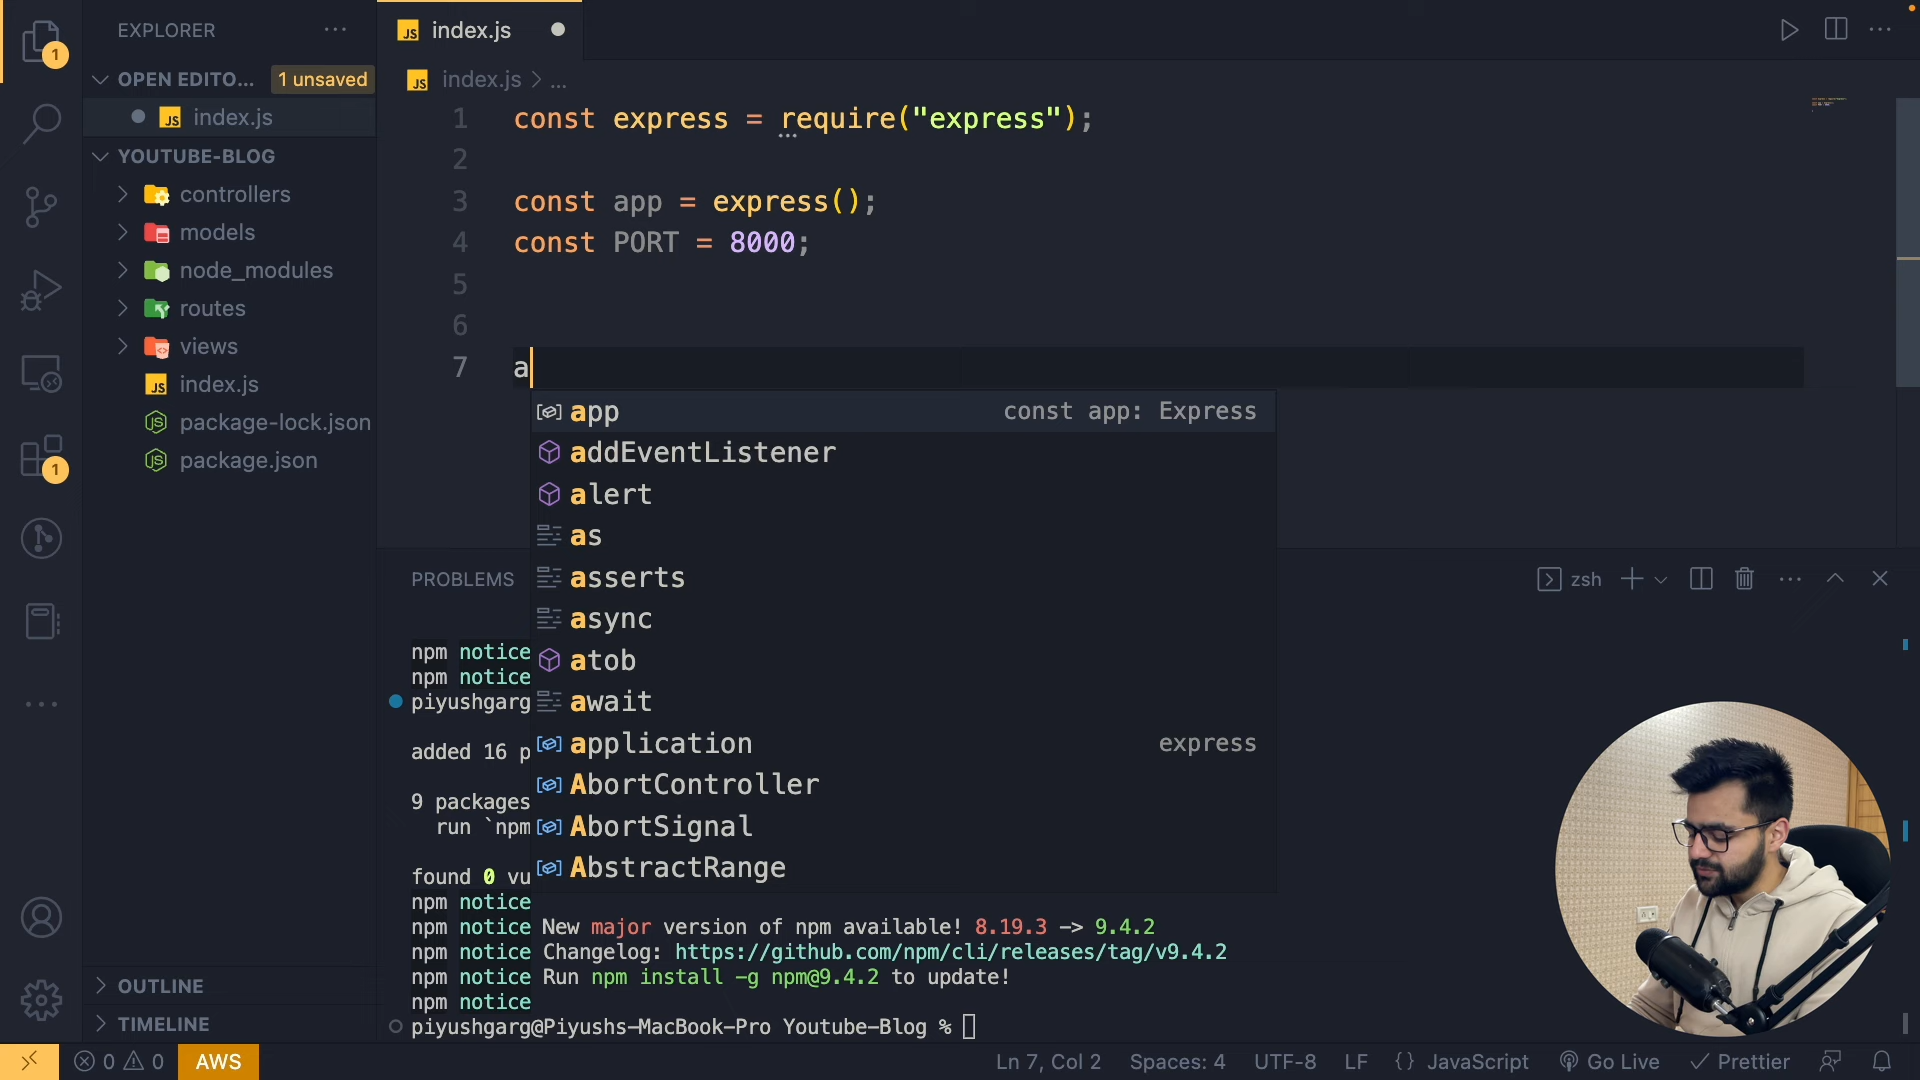 EXPLORER
OPEN EDITO... 1 unsaved
index.js
YOUTUBE-BLOG
controllers
models
node_modules
routes
views
index.js
package-lock.json
package.json
OUTLINE
TIMELINE
1
1
index.js
index.js > ...
1 const express = require("express");
2
3 const app = express();
4 const PORT = 8000;
5
6
7 a
app const app: Express
addEventListener
alert
as
asserts
async
atob
await
application express
AbortController
AbortSignal
AbstractRange
PROBLEMS
zsh
npm notice
npm notice
piyushgarg
added 16 p
9 packages
run `npm
found 0 vu
npm notice
npm notice New major version of npm available! 8.19.3 -> 9.4.2
npm notice Changelog: https://github.com/npm/cli/releases/tag/v9.4.2
npm notice Run npm install -g npm@9.4.2 to update!
npm notice
piyushgarg@Piyushs-MacBook-Pro Youtube-Blog %
0 0 AWS Ln 7, Col 2 Spaces: 4 UTF-8 LF {} JavaScript Go Live Prettier